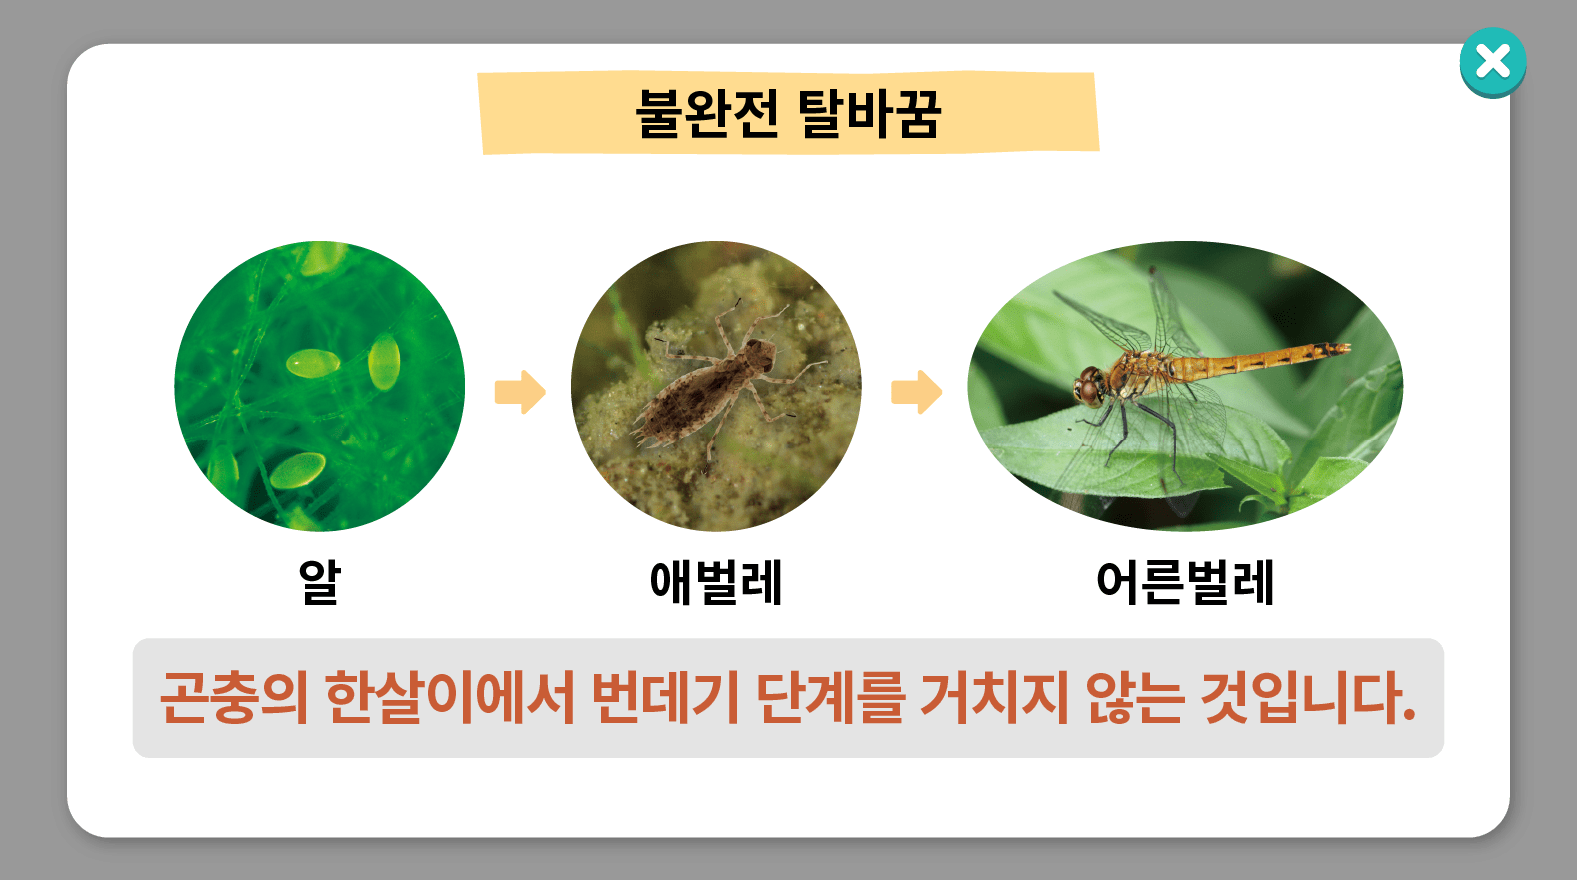 불완전 탈바꿈
알
애벌레
어른벌레
곤충의 한살이에서 번데기 단계를 거치지 않는 것입니다.